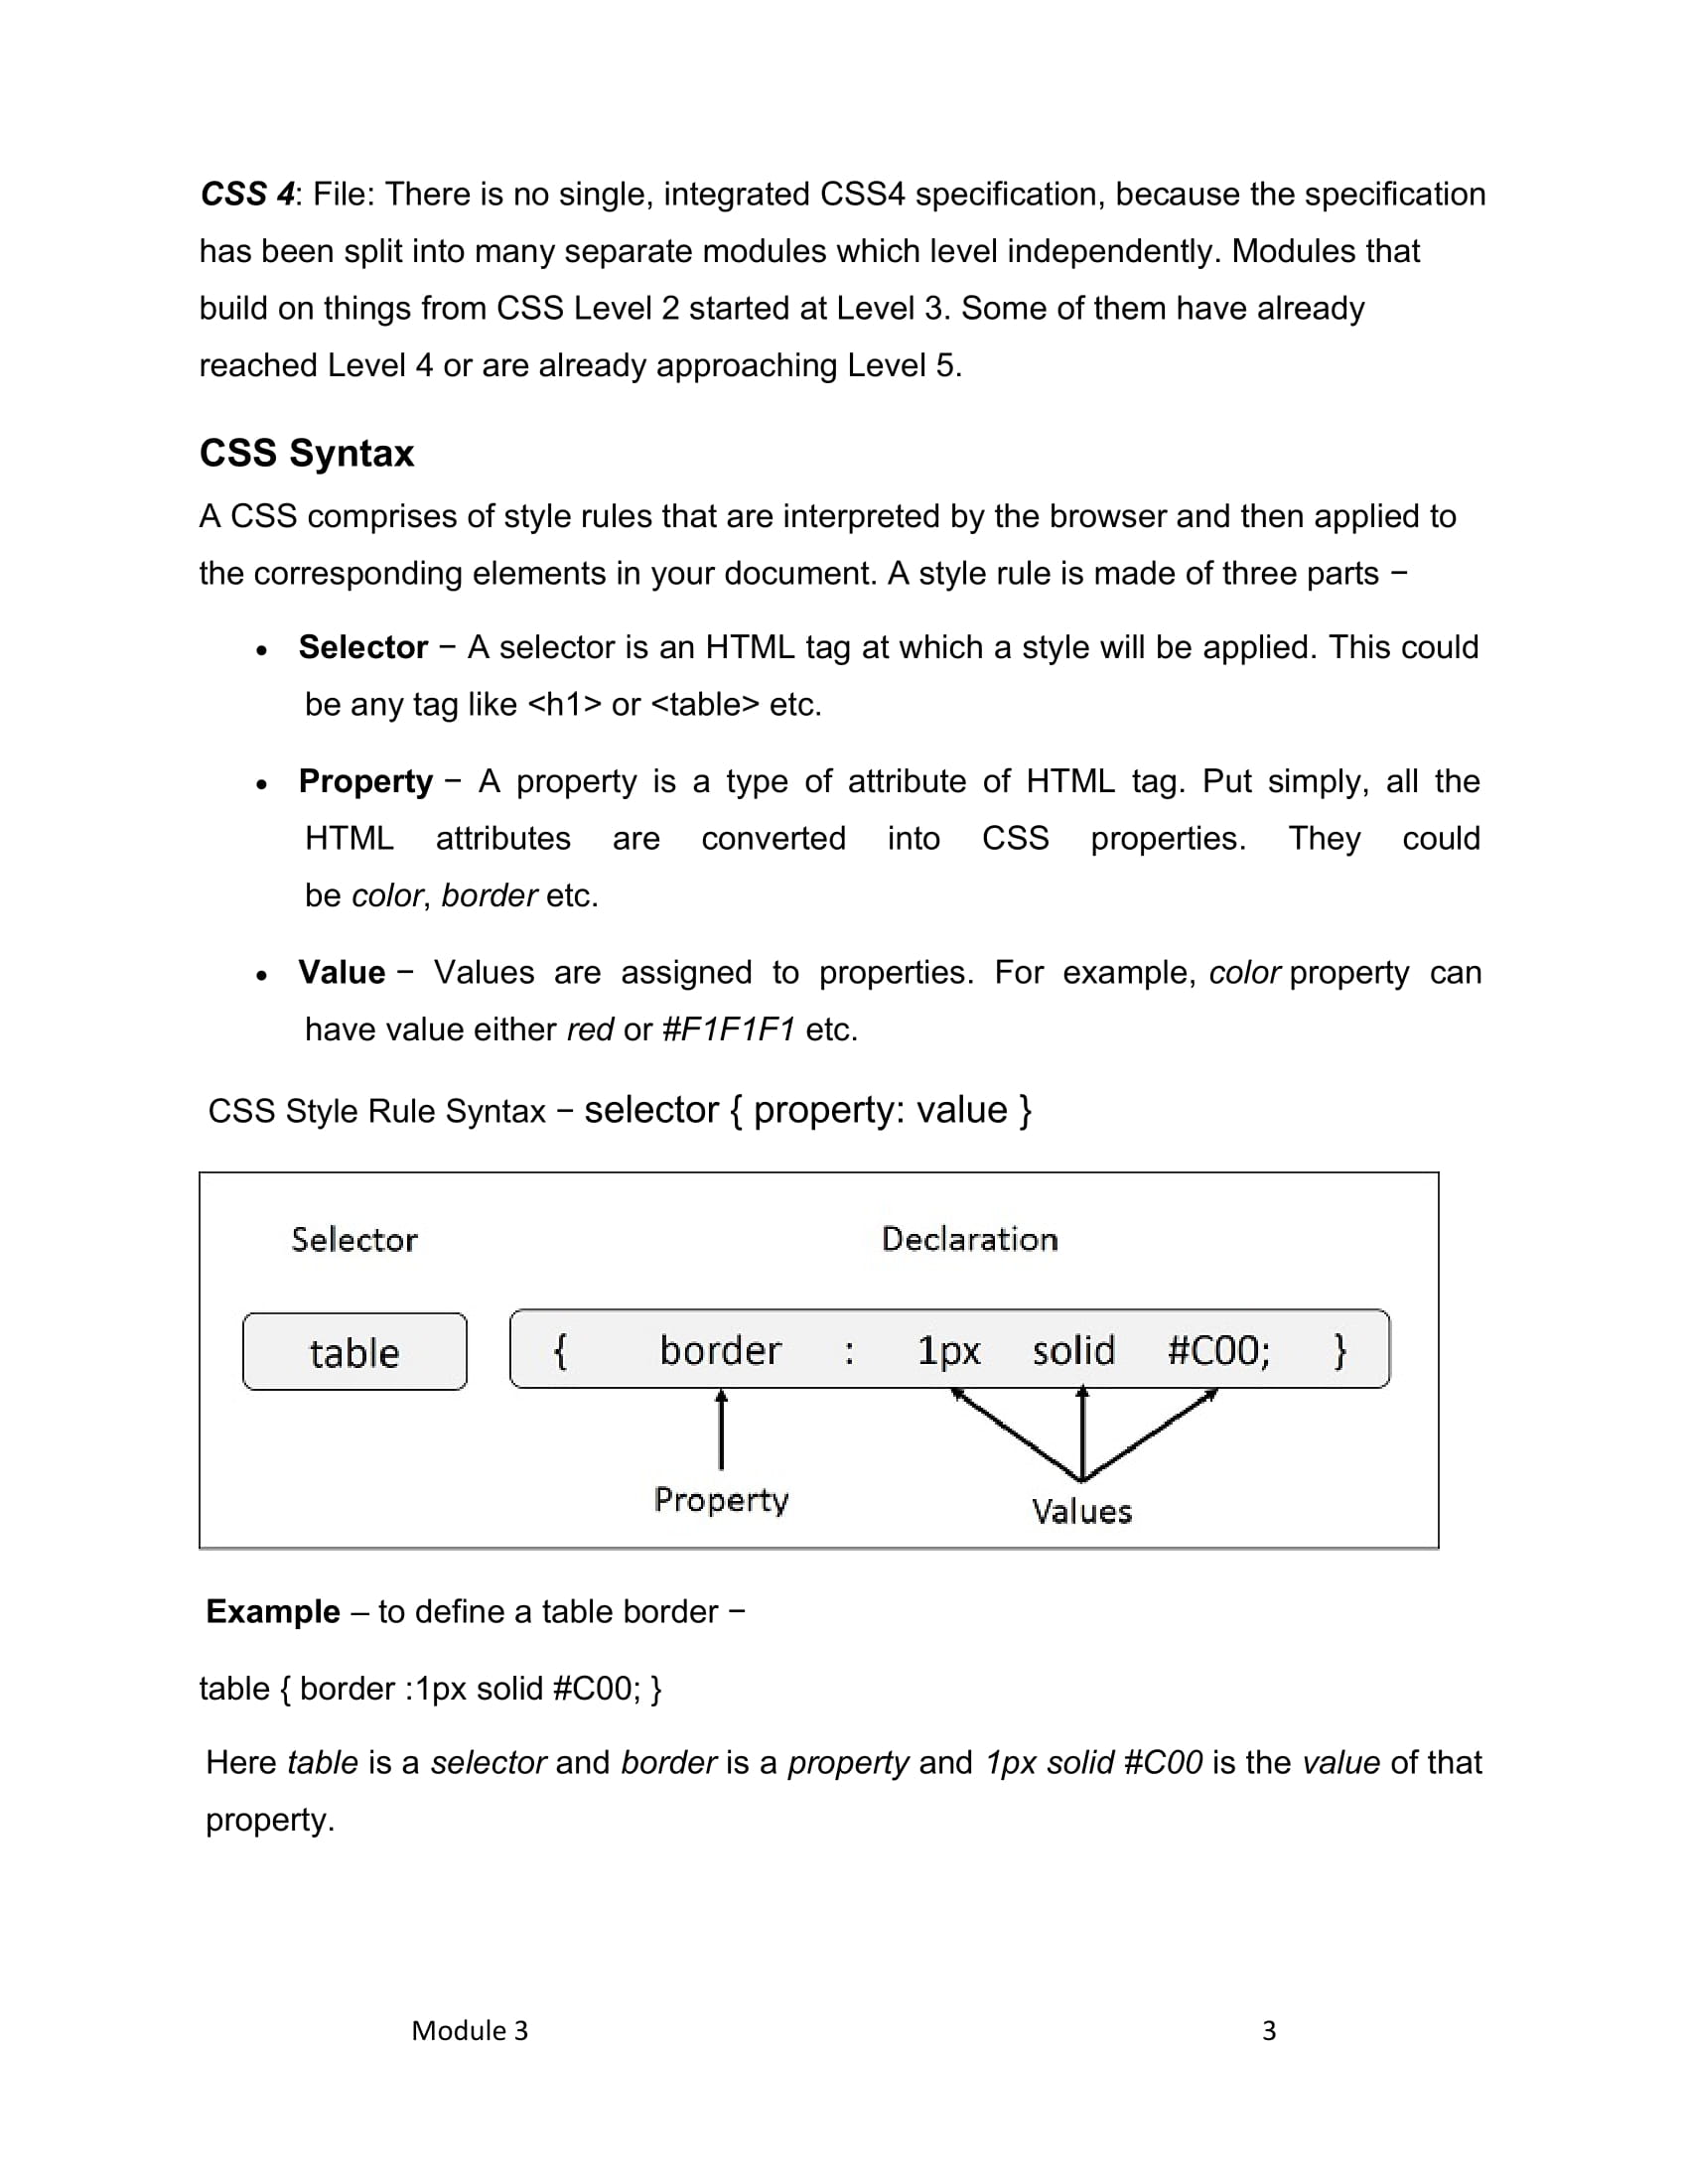 CSS 4: File: There is no single, integrated CSS4 specification, because the specification
has been split into many separate modules which level independently. Modules that
build on things from CSS Level 2 started at Level 3. Some of them have already
reached Level 4 or are already approaching Level 5.
CSS Syntax
A CSS comprises of style rules that are interpreted by the browser and then applied to
the corresponding elements in your document. A style rule is made of three parts −
• Selector − A selector is an HTML tag at which a style will be applied. This could
be any tag like <h1> or <table> etc.
• Property − A property is a type of attribute of HTML tag. Put simply, all the
HTML attributes are converted into CSS properties. They could
be color, border etc.
• Value − Values are assigned to properties. For example, color property can
have value either red or #F1F1F1 etc.
CSS Style Rule Syntax − selector { property: value }
Selector Declaration
table { border : 1px solid #C00; }
Property Values
Example – to define a table border −
table { border :1px solid #C00; }
Here table is a selector and border is a property and 1px solid #C00 is the value of that
property.
Module 3 3